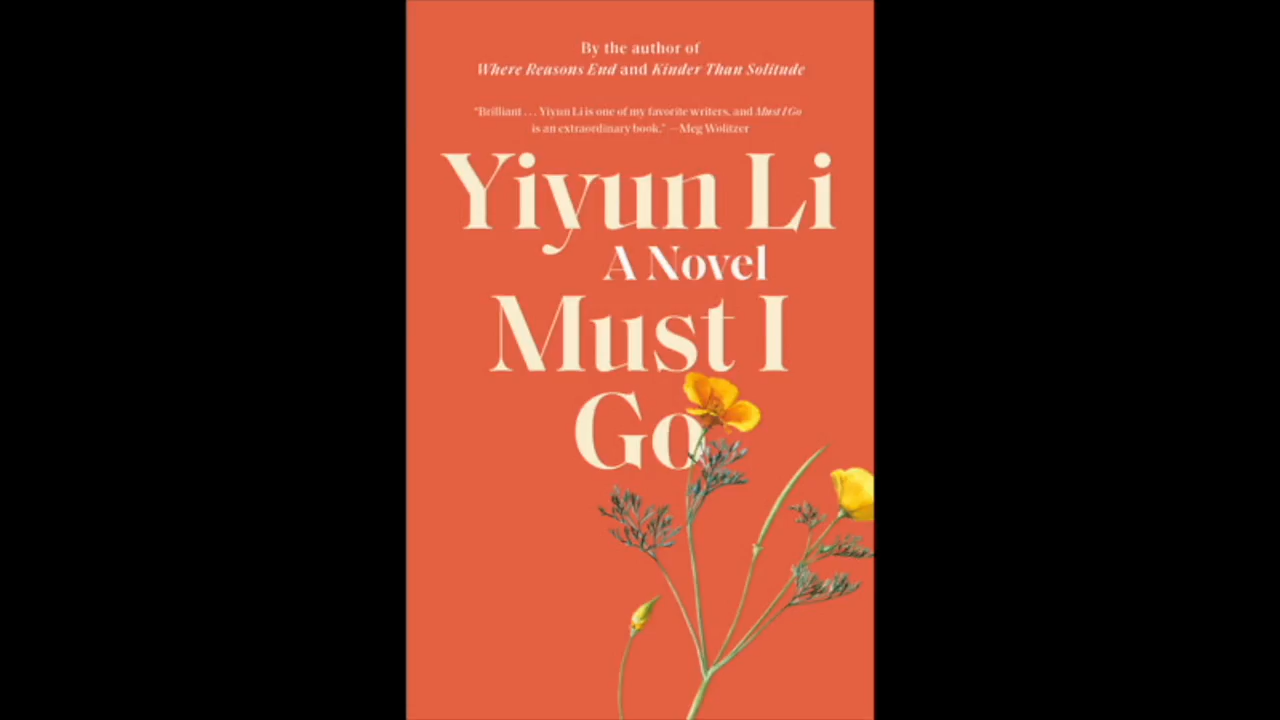 By the author of
Where Reasons End and Kinder Than Solitude
“Brilliant . . . Yiyun Li is one of my favorite writers, and Must I Go
is an extraordinary book.” —Meg Wolitzer
Yiyun Li
A Novel
Must I
Go